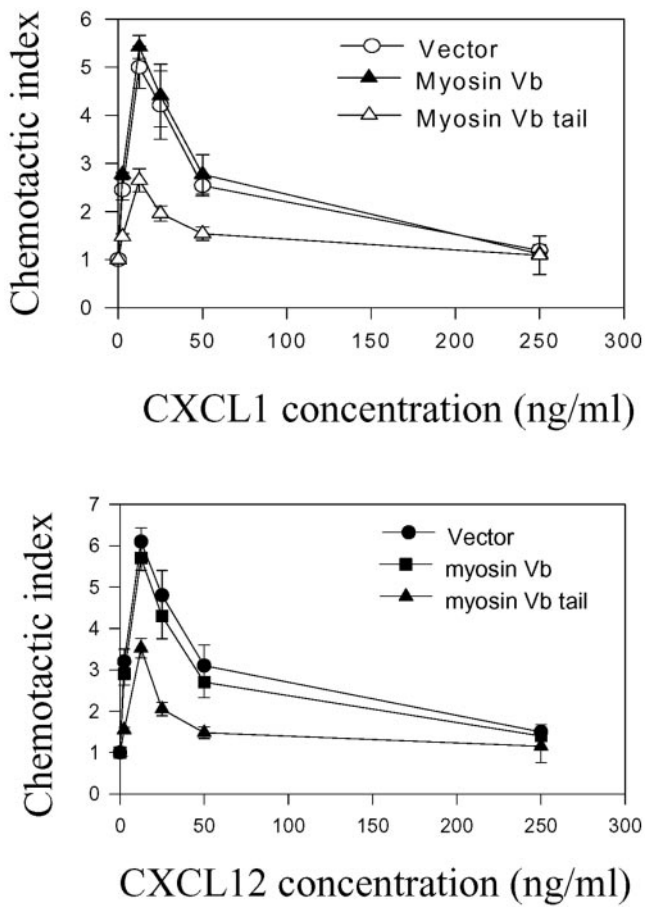 Chemotactic index
6
5
4
3
2
1
0
Vector
Myosin Vb
Myosin Vb tail
0 50 100 150 200 250 300
CXCL1 concentration (ng/ml)
Chemotactic index
7
6
5
4
3
2
1
0
Vector
myosin Vb
myosin Vb tail
0 50 100 150 200 250 300
CXCL12 concentration (ng/ml)